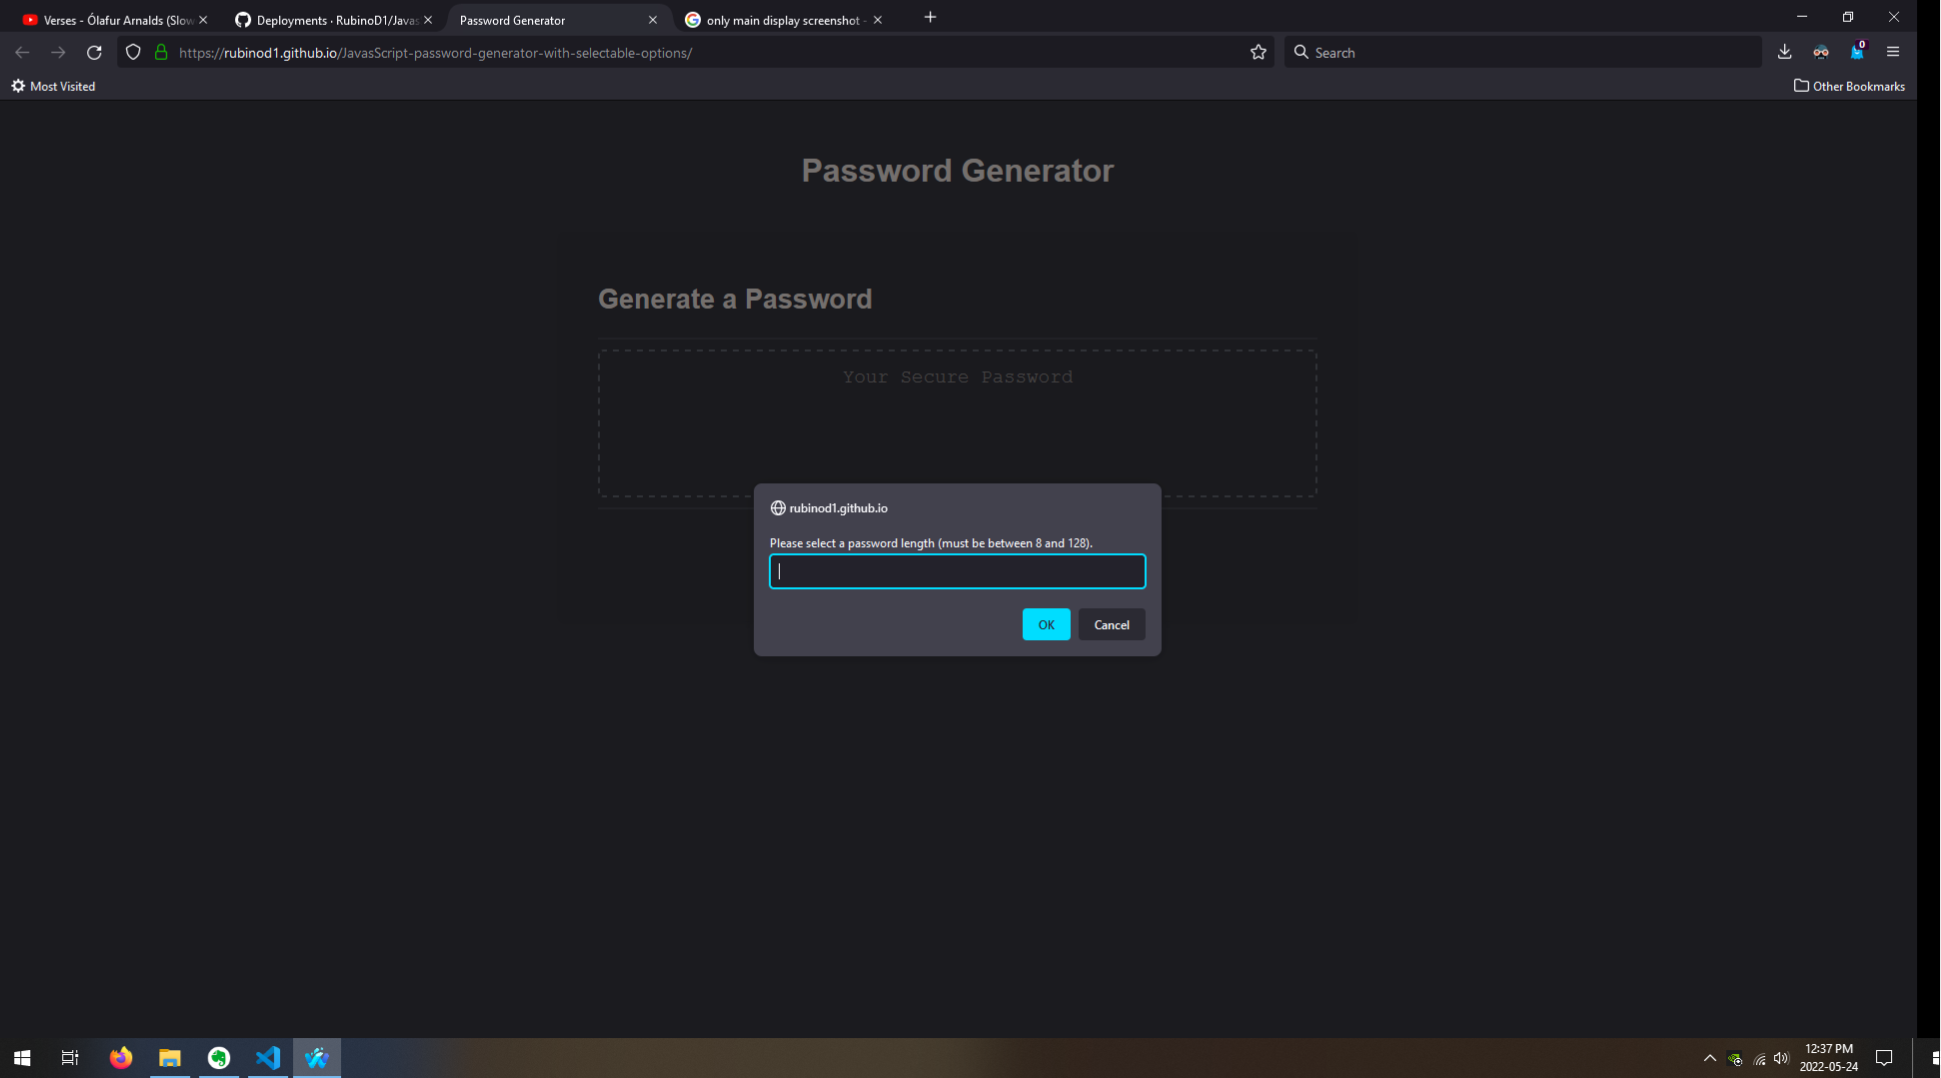 Verses - Ólafur Arnalds (Slow
Deployments · RubinoD1/Javas
Password Generator
only main display screenshot -
https://rubinod1.github.io/JavasScript-password-generator-with-selectable-options/
Search
0
Most Visited
Other Bookmarks
Password Generator
Generate a Password
Your Secure Password
rubinod1.github.io
Please select a password length (must be between 8 and 128).
OK
Cancel
12:37 PM
2022-05-24